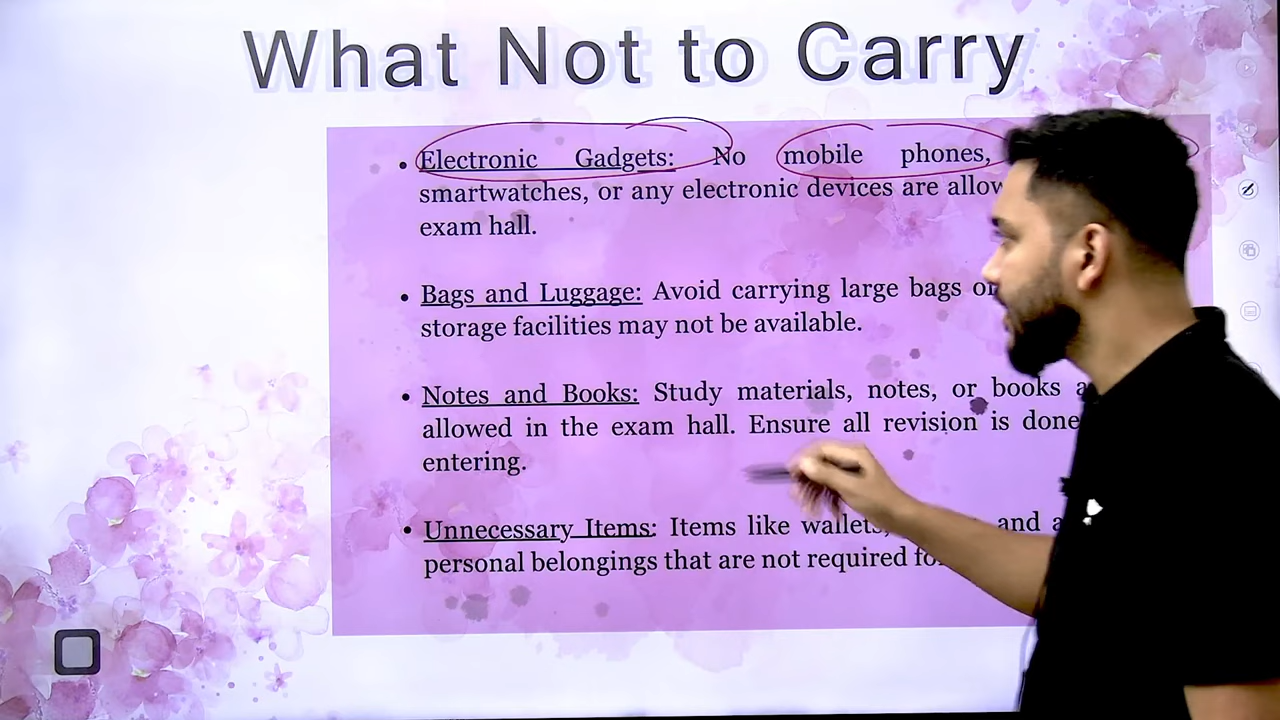 What Not to Carry
• Electronic Gadgets: No mobile phones,
smartwatches, or any electronic devices are
exam hall.
• Bags and Luggage: Avoid carrying large bags
storage facilities may not be available.
• Notes and Books: Study materials, notes, or books
allowed in the exam hall. Ensure all revision is done
entering.
• Unnecessary Items: Items like wallets, and
personal belongings that are not required